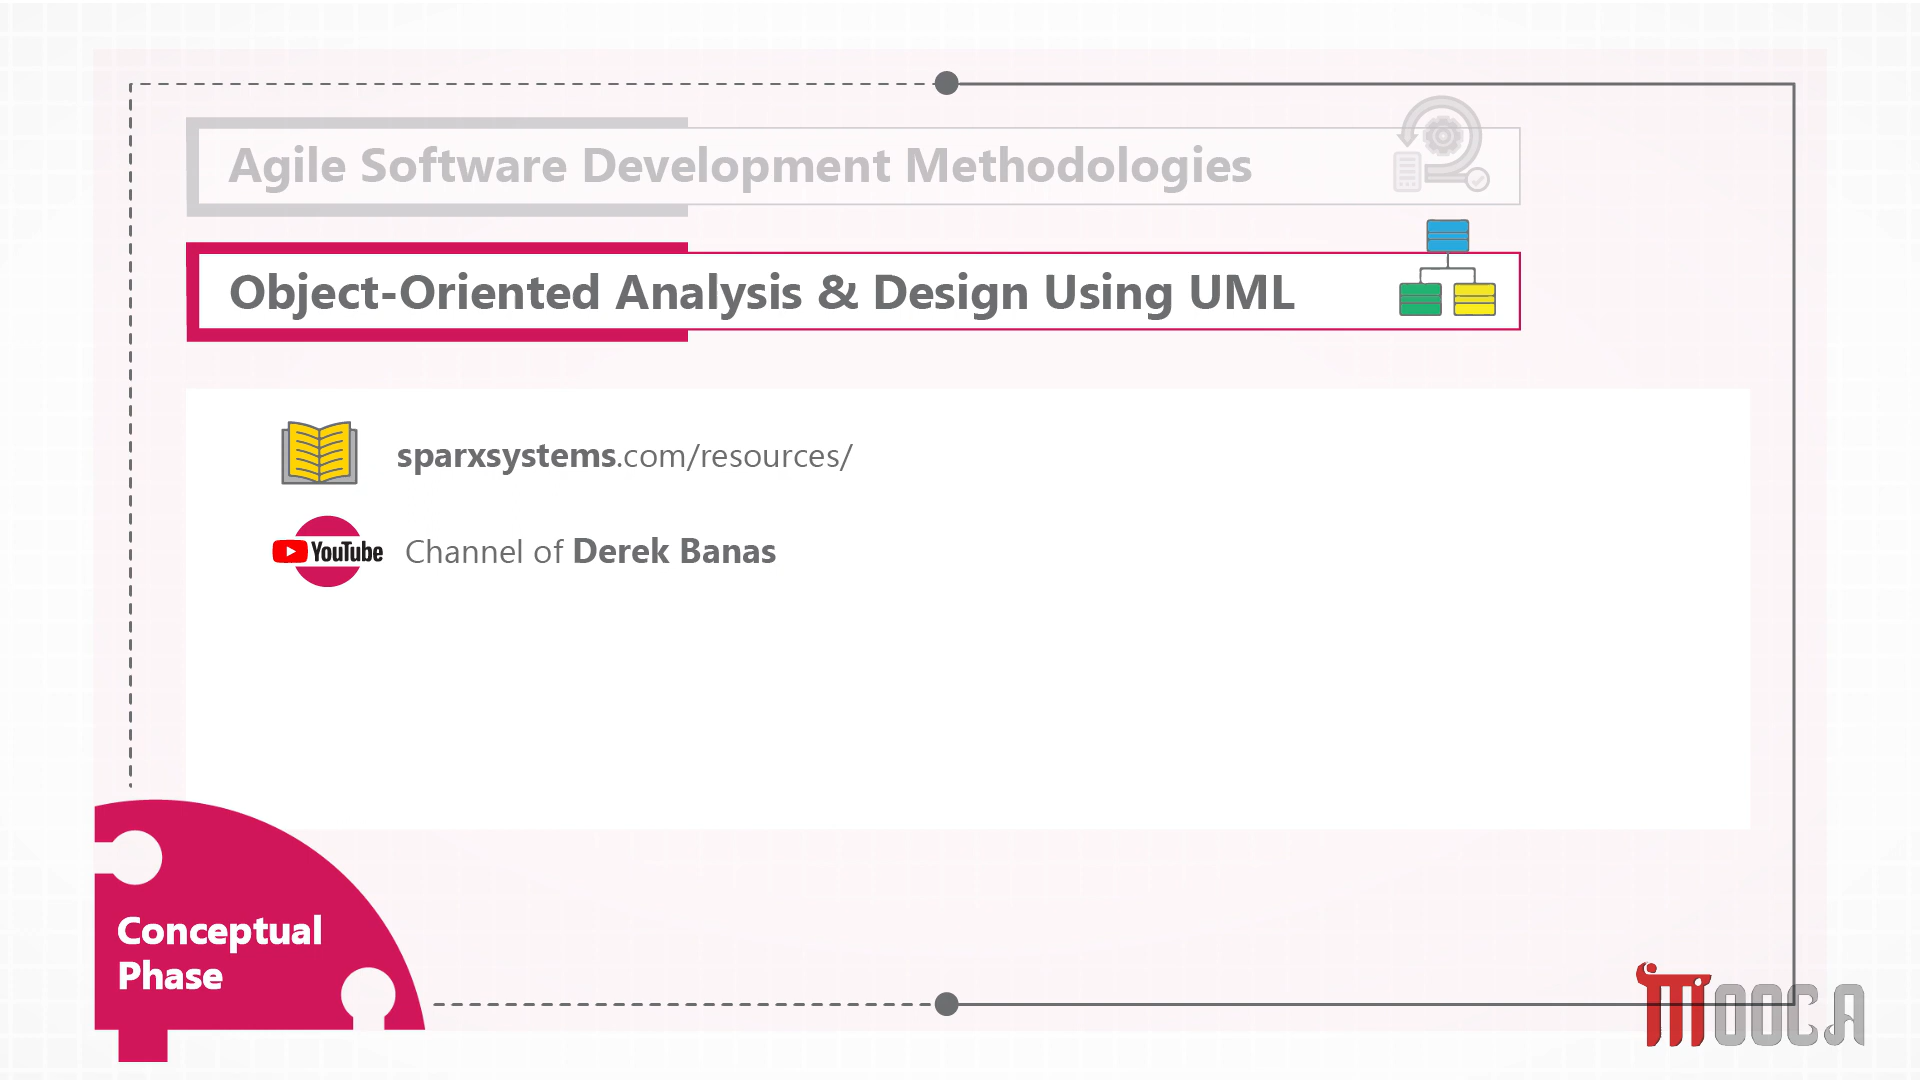 Agile Software Development Methodologies
Object-Oriented Analysis & Design Using UML
sparxsystems.com/resources/
YouTube Channel of Derek Banas
Conceptual
Phase
MOOCA